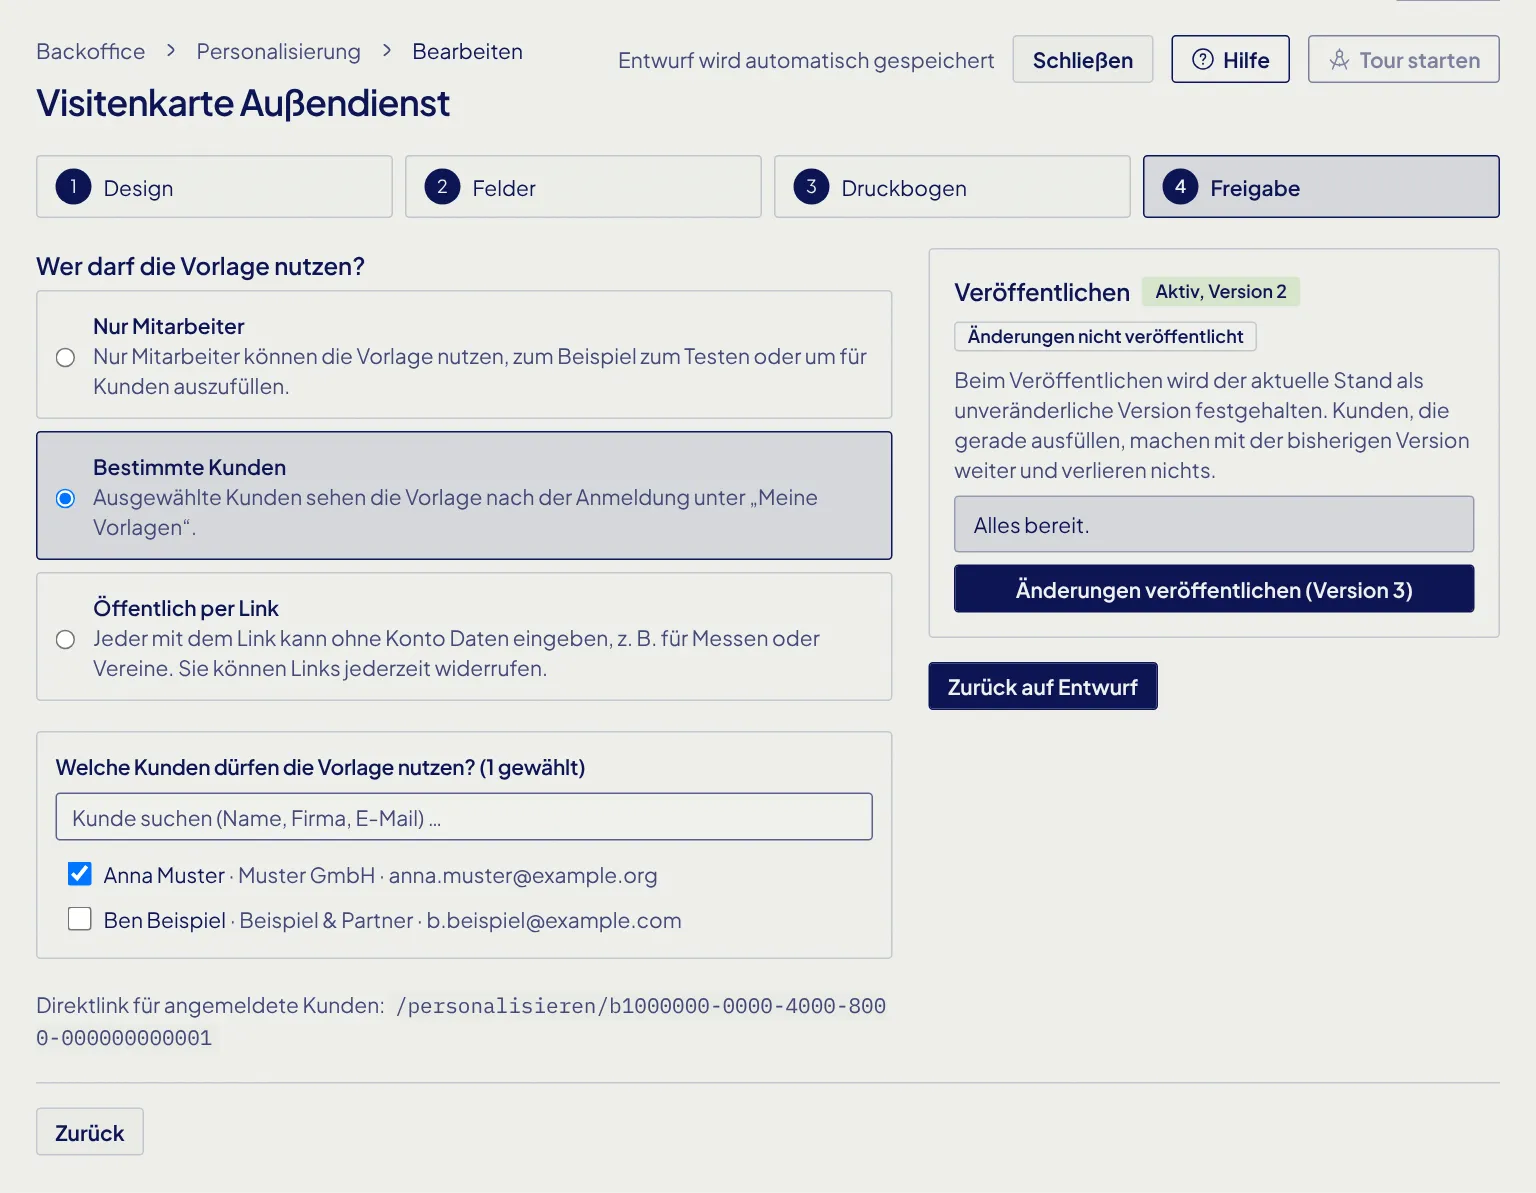 Backoffice > Personalisierung > Bearbeiten
Entwurf wird automatisch gespeichert
Schließen
Hilfe
Tour starten
Visitenkarte Außendienst
1 Design
2 Felder
3 Druckbogen
4 Freigabe
Wer darf die Vorlage nutzen?
Nur Mitarbeiter
Nur Mitarbeiter können die Vorlage nutzen, zum Beispiel zum Testen oder um für
Kunden auszufüllen.
Bestimmte Kunden
Ausgewählte Kunden sehen die Vorlage nach der Anmeldung unter „Meine
Vorlagen“.
Öffentlich per Link
Jeder mit dem Link kann ohne Konto Daten eingeben, z. B. für Messen oder
Vereine. Sie können Links jederzeit widerrufen.
Welche Kunden dürfen die Vorlage nutzen? (1 gewählt)
Kunde suchen (Name, Firma, E-Mail) …
Anna Muster · Muster GmbH · anna.muster@example.org
Ben Beispiel · Beispiel & Partner · b.beispiel@example.com
Direktlink für angemeldete Kunden: /personalisieren/b1000000-0000-4000-800
0-000000000001
Veröffentlichen
Aktiv, Version 2
Änderungen nicht veröffentlicht
Beim Veröffentlichen wird der aktuelle Stand als
unveränderliche Version festgehalten. Kunden, die
gerade ausfüllen, machen mit der bisherigen Version
weiter und verlieren nichts.
Alles bereit.
Änderungen veröffentlichen (Version 3)
Zurück auf Entwurf
Zurück